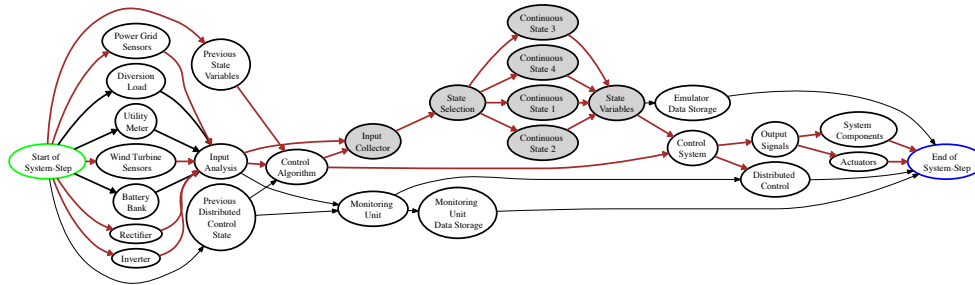 Start of
System-Step
Power Grid
Sensors
Diversion
Load
Utility
Meter
Wind Turbine
Sensors
Battery
Bank
Rectifier
Inverter
Previous
State
Variables
Input
Analysis
Previous
Distributed
Control
State
Control
Algorithm
Input
Collector
Monitoring
Unit
Monitoring
Unit
Data Storage
State
Selection
Continuous
State 3
Continuous
State 4
Continuous
State 1
Continuous
State 2
State
Variables
Emulator
Data Storage
Control
System
Output
Signals
Distributed
Control
System
Components
Actuators
End of
System-Step